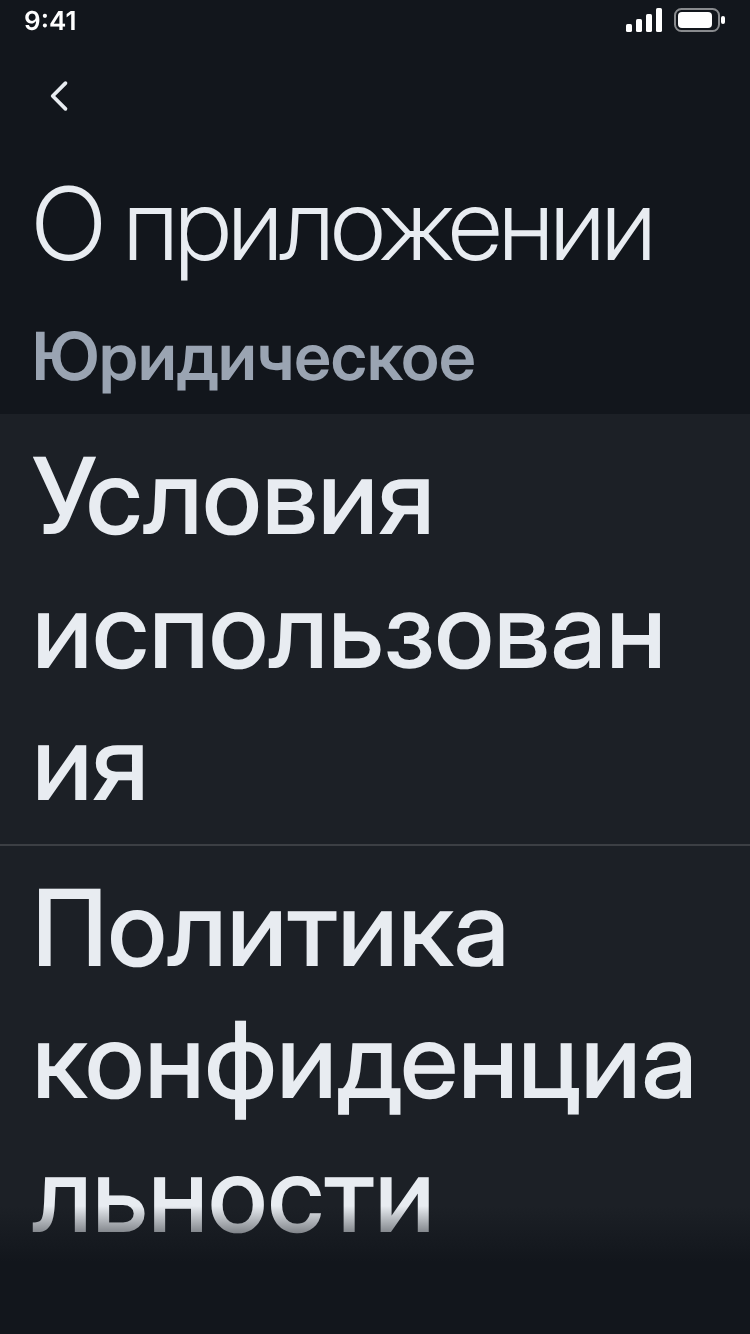 9:41
О приложении
Юридическое
Условия
использован
ия
Политика
конфиденциа
льности